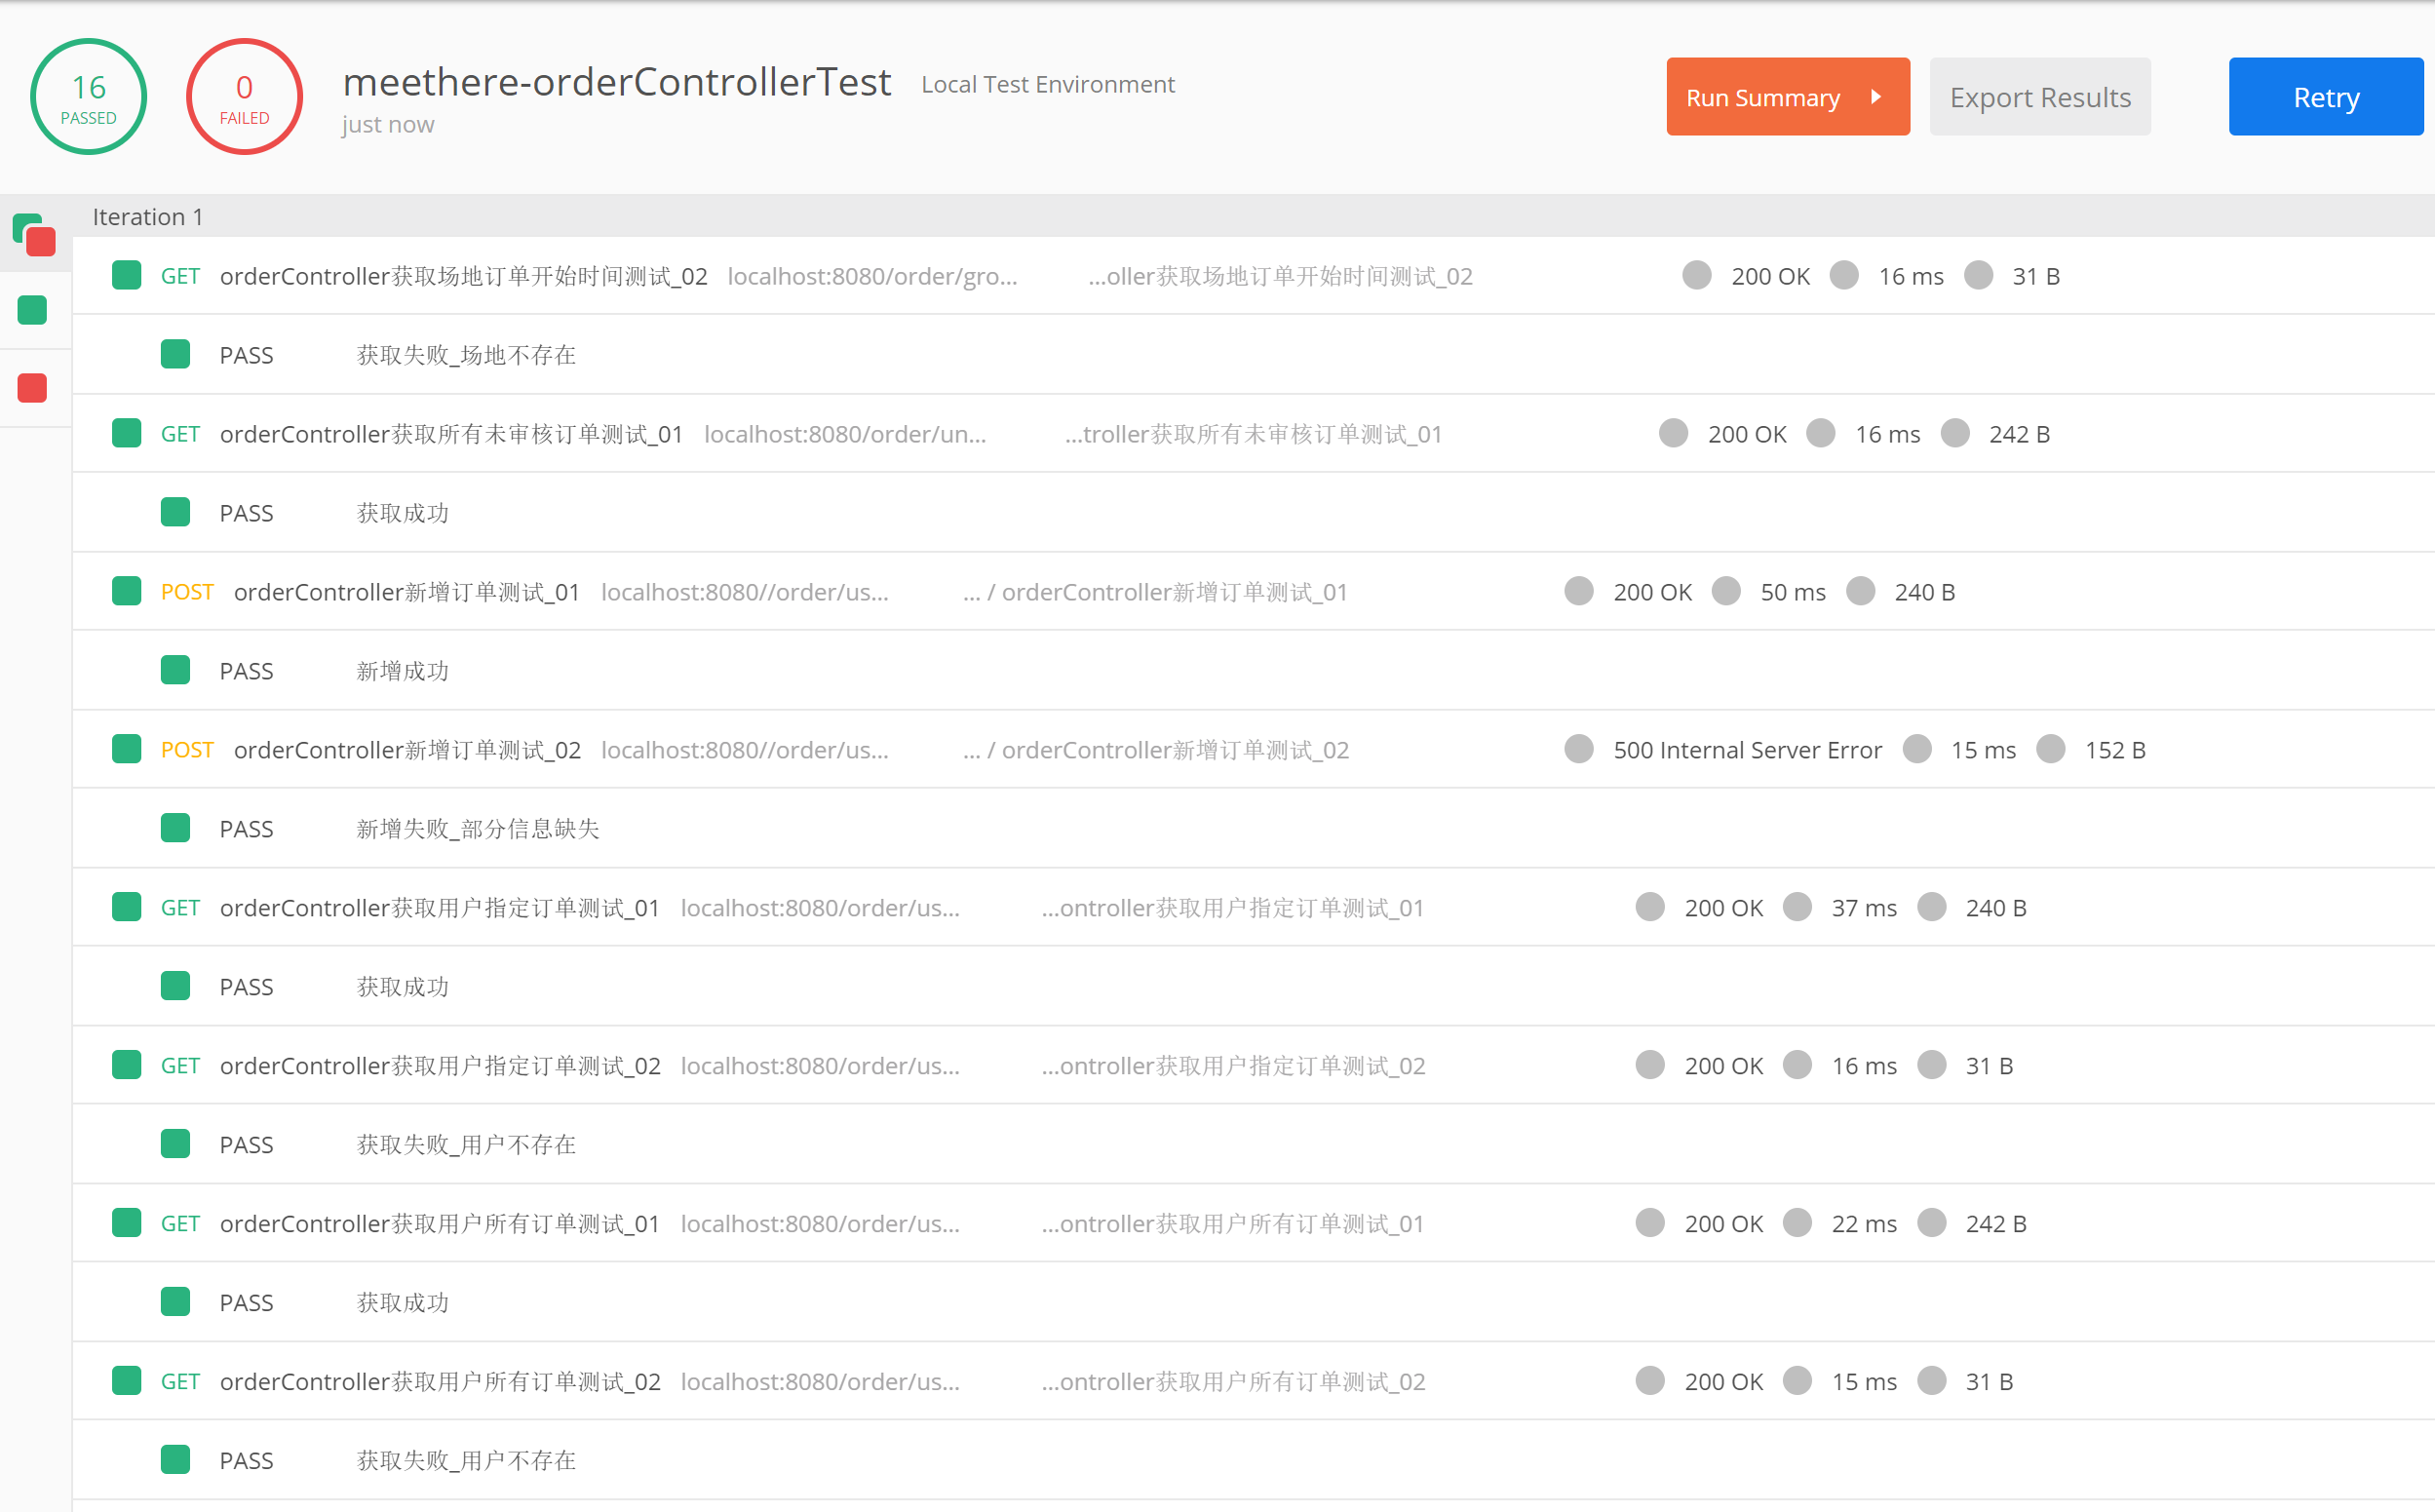 16 PASSED
0 FAILED
meethere-orderControllerTest Local Test Environment
just now
Run Summary
Export Results
Retry
Iteration 1
GET orderController获取场地订单开始时间测试_02 localhost:8080/order/gro... ...oller获取场地订单开始时间测试_02 200 OK 16 ms 31 B
PASS 获取失败_场地不存在
GET orderController获取所有未审核订单测试_01 localhost:8080/order/un... ...troller获取所有未审核订单测试_01 200 OK 16 ms 242 B
PASS 获取成功
POST orderController新增订单测试_01 localhost:8080//order/us... ... / orderController新增订单测试_01 200 OK 50 ms 240 B
PASS 新增成功
POST orderController新增订单测试_02 localhost:8080//order/us... ... / orderController新增订单测试_02 500 Internal Server Error 15 ms 152 B
PASS 新增失败_部分信息缺失
GET orderController获取用户指定订单测试_01 localhost:8080/order/us... ...ontroller获取用户指定订单测试_01 200 OK 37 ms 240 B
PASS 获取成功
GET orderController获取用户指定订单测试_02 localhost:8080/order/us... ...ontroller获取用户指定订单测试_02 200 OK 16 ms 31 B
PASS 获取失败_用户不存在
GET orderController获取用户所有订单测试_01 localhost:8080/order/us... ...ontroller获取用户所有订单测试_01 200 OK 22 ms 242 B
PASS 获取成功
GET orderController获取用户所有订单测试_02 localhost:8080/order/us... ...ontroller获取用户所有订单测试_02 200 OK 15 ms 31 B
PASS 获取失败_用户不存在